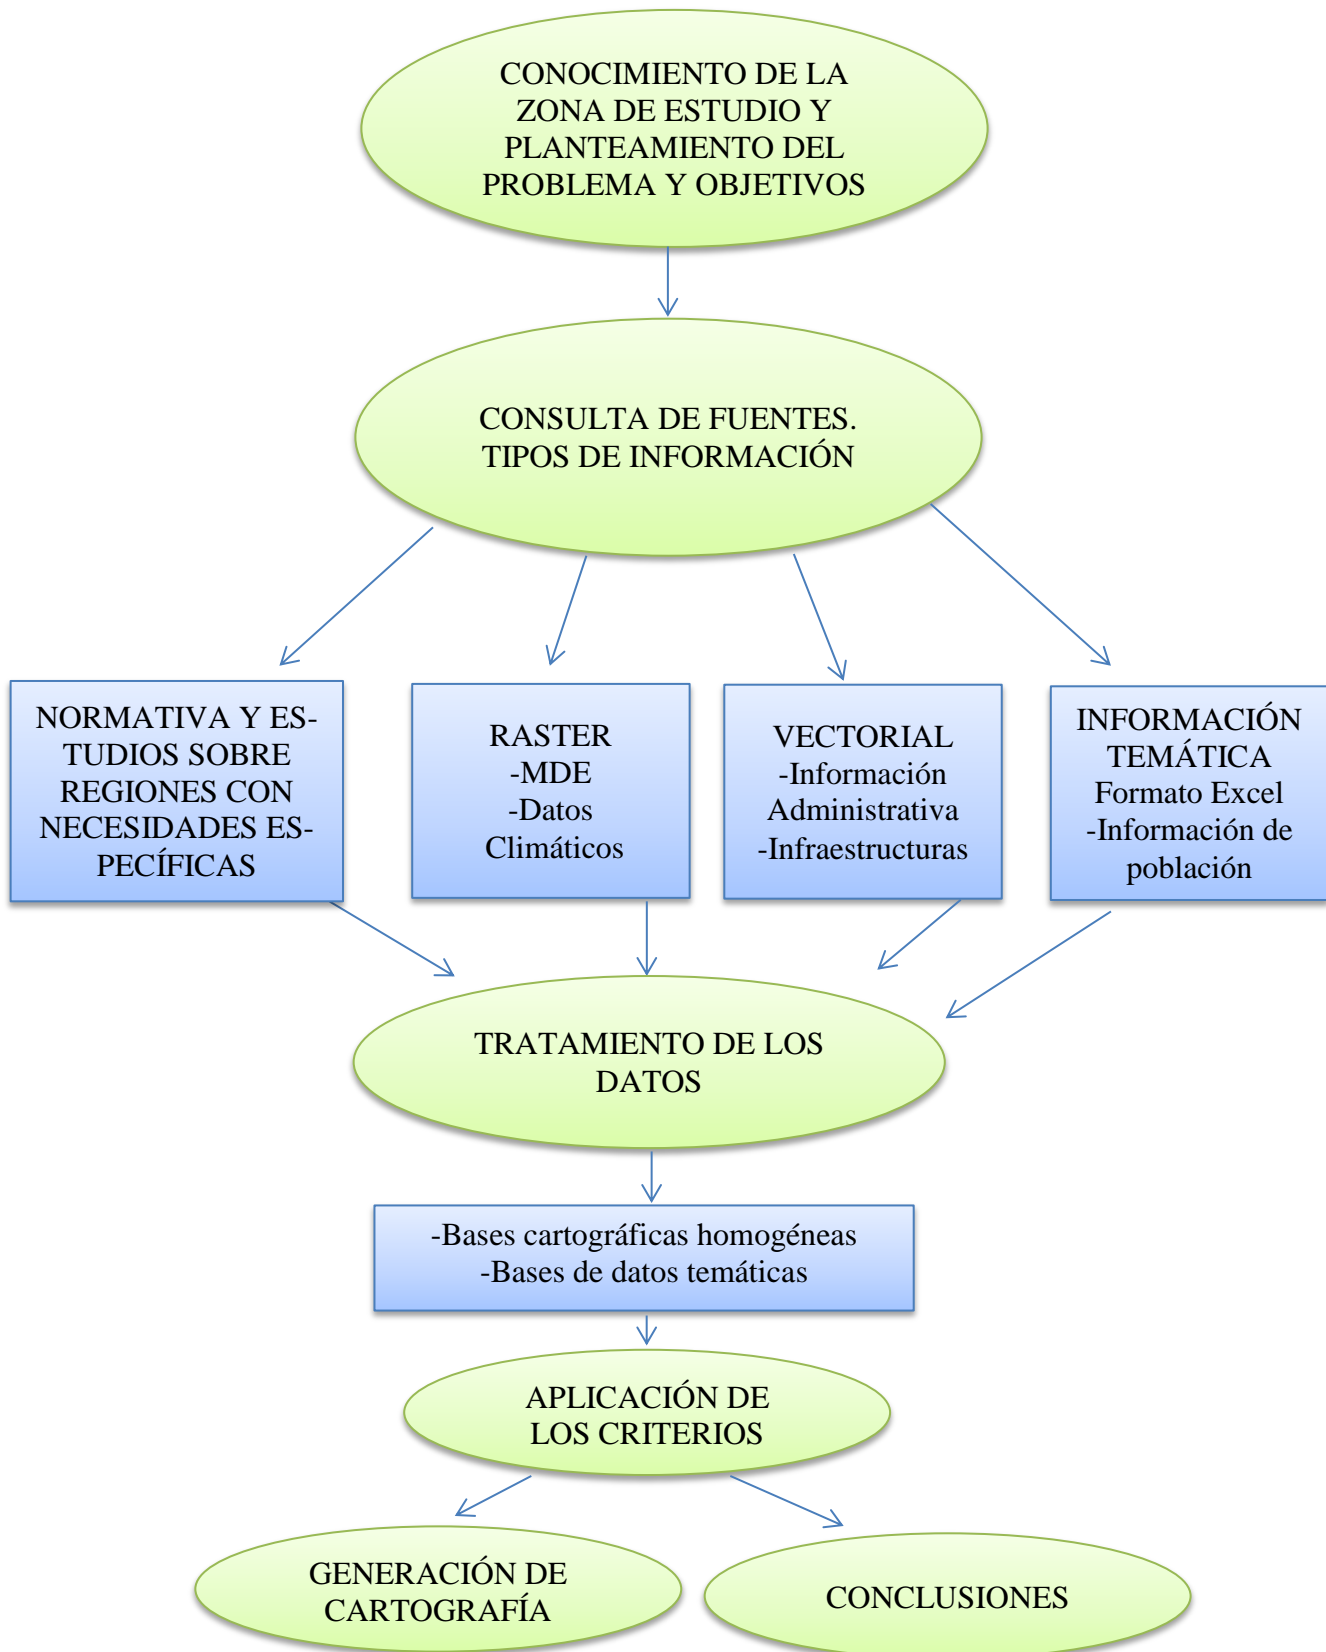 CONOCIMIENTO DE LA
ZONA DE ESTUDIO Y
PLANTEAMIENTO DEL
PROBLEMA Y OBJETIVOS
CONSULTA DE FUENTES.
TIPOS DE INFORMACIÓN
NORMATIVA Y ES-
TUDIOS SOBRE
REGIONES CON
NECESIDADES ES-
PECÍFICAS
RASTER
-MDE
-Datos
Climáticos
VECTORIAL
-Información
Administrativa
-Infraestructuras
INFORMACIÓN
TEMÁTICA
Formato Excel
-Información de
población
TRATAMIENTO DE LOS
DATOS
-Bases cartográficas homogéneas
-Bases de datos temáticas
APLICACIÓN DE
LOS CRITERIOS
GENERACIÓN DE
CARTOGRAFÍA
CONCLUSIONES